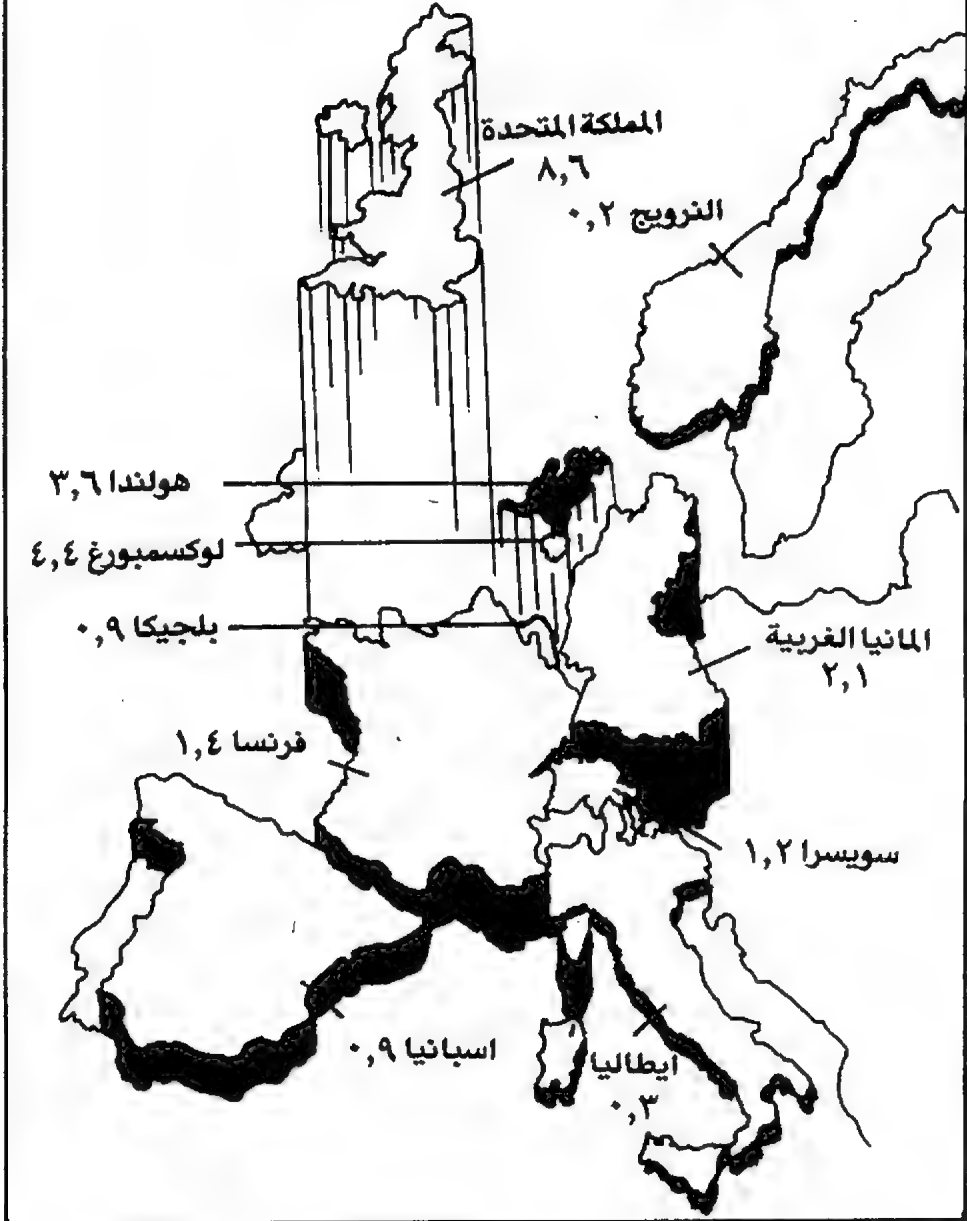 المملكة المتحدة
٨,٦
النرويج ٠,٢
هولندا ٣,٦
لوكسمبورغ ٤,٤
بلجيكا ٠,٩
المانيا الغربية
٢,١
فرنسا ١,٤
سويسرا ١,٢
اسبانيا ٠,٩
ايطاليا
٠,٣